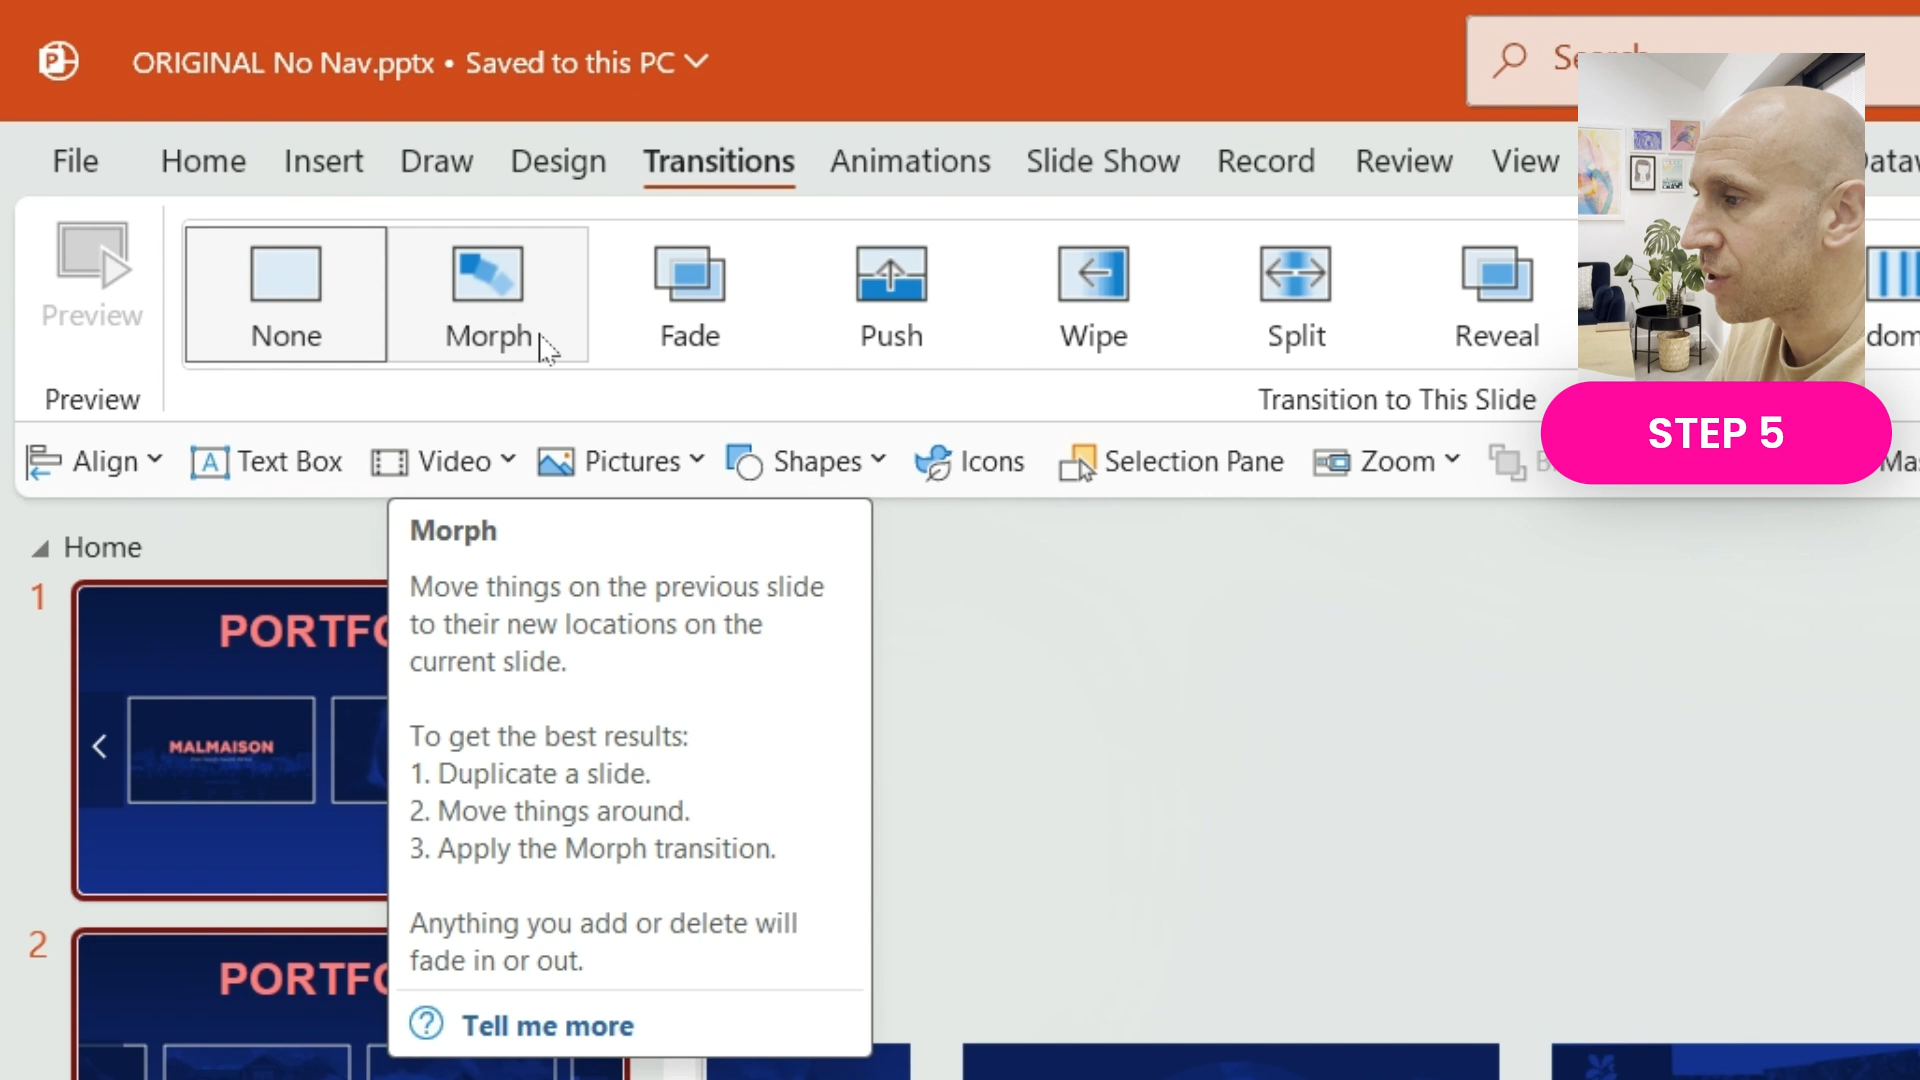 ORIGINAL No Nav.pptx • Saved to this PC
File Home Insert Draw Design Transitions Animations Slide Show Record Review View
Preview
None
Morph
Fade
Push
Wipe
Split
Reveal
Preview
Transition to This Slide
STEP 5
Align Text Box Video Pictures Shapes Icons Selection Pane Zoom
Morph
Move things on the previous slide
to their new locations on the
current slide.
To get the best results:
1. Duplicate a slide.
2. Move things around.
3. Apply the Morph transition.
Anything you add or delete will
fade in or out.
Tell me more
Home
1
PORTFO
MALMAISON
2
PORTFO